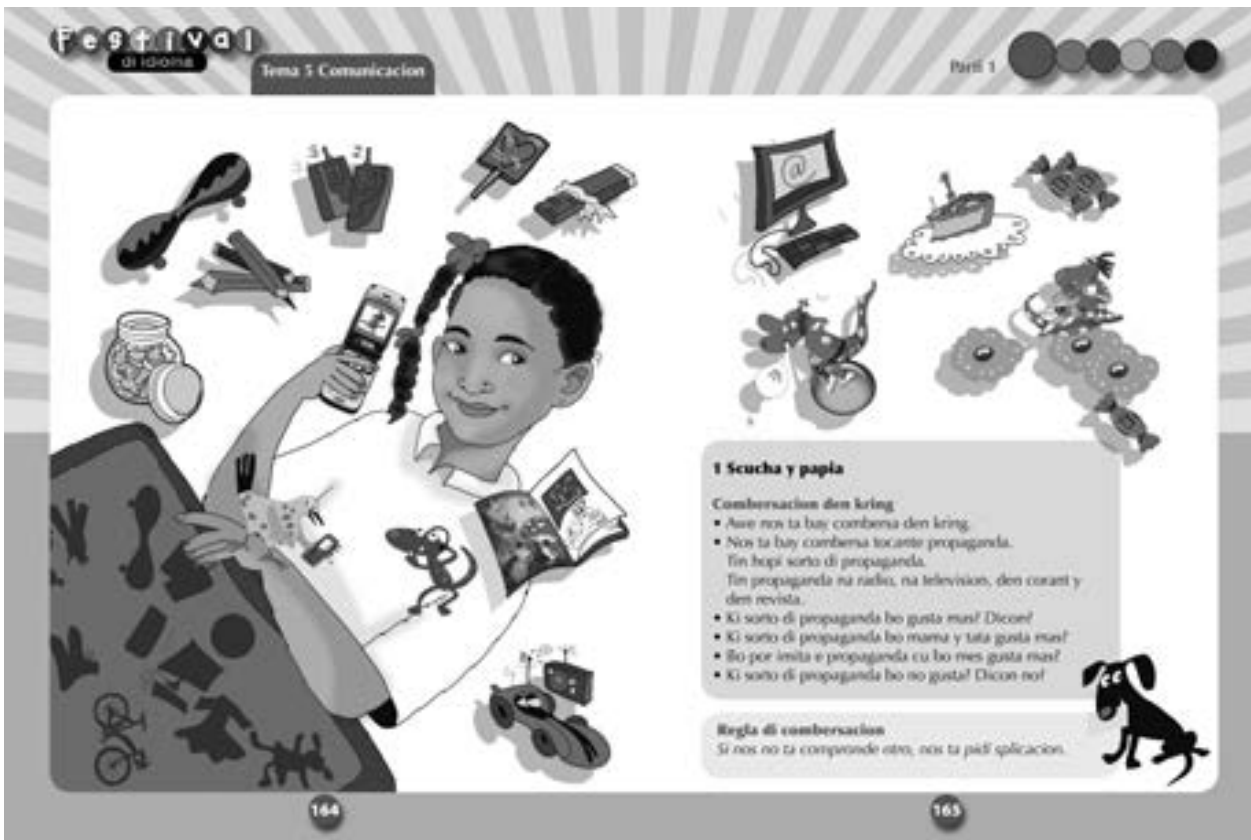 Festival
di idioma
Tema 5 Comunicacion
Parti 1
S 2
@
1 Scucha y papia
Combersacion den kring
• Awe nos ta bay combersa den kring.
• Nos ta bay combersa tocante propaganda.
Tin hopi sorto di propaganda.
Tin propaganda na radio, na television, den corant y
den revista.
• Ki sorto di propaganda bo gusta mas? Dicon?
• Ki sorto di propaganda bo mama y tata gusta mas?
• Bo por imita e propaganda cu bo mes gusta mas?
• Ki sorto di propaganda bo no gusta? Dicon no?
Regla di combersacion
Si nos no ta comprende otro, nos ta pidi splicacion.
164
165